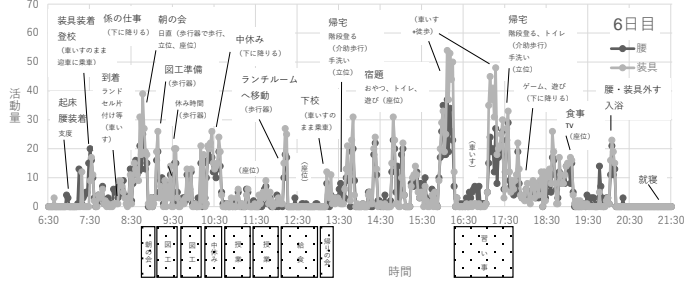 70
60
50
40
30
20
10
0
活動量
装具装着
登校
（車いすのまま
迎車に乗車）
係の仕事
（下に降りる）
朝の会
日直（歩行器で歩行、
立位、座位）
中休み
（下に降りる）
図工準備
（歩行器）
休み時間
（歩行器）
到着
ランド
セル片
付け等
（車い
す）
起床
腰装着
支度
ランチルーム
へ移動
（歩行器）
（座位）
下校
（車いすの
まま乗車）
（座位）
帰宅
階段登る
（介助歩行）
手洗い
（立位）
宿題
おやつ、トイレ、
遊び（座位）
（車いす
+徒歩）
（車いす）
帰宅
階段登る、トイレ
（介助歩行）
手洗い
（立位）
ゲーム、遊び
（下に降りる）
食事
TV
（座位）
6日目
腰
装具
腰・装具外す
入浴
就寝
6:30 7:30 8:30 9:30 10:30 11:30 12:30 13:30 14:30 15:30 16:30 17:30 18:30 19:30 20:30 21:30
朝の会
図工
図工
中休み
授業
授業
給食
帰りの会
習い事
時間